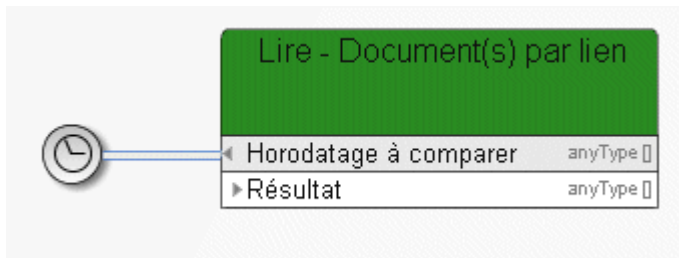 Lire - Document(s) par lien
Horodatage à comparer anyType []
Résultat anyType []